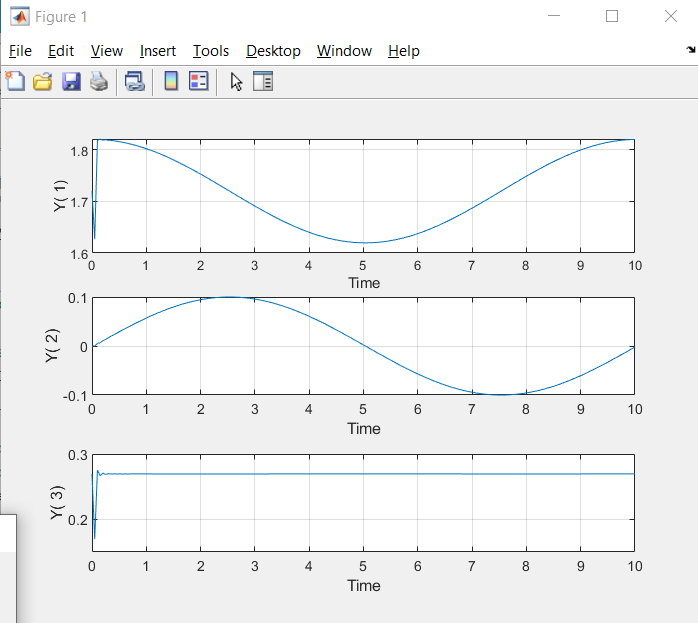 Figure 1
File Edit View Insert Tools Desktop Window Help
1.8
1.7
1.6
Y( 1)
0 1 2 3 4 5 6 7 8 9 10
Time
0.1
0
-0.1
Y( 2)
0 1 2 3 4 5 6 7 8 9 10
Time
0.3
0.2
Y( 3)
0 1 2 3 4 5 6 7 8 9 10
Time